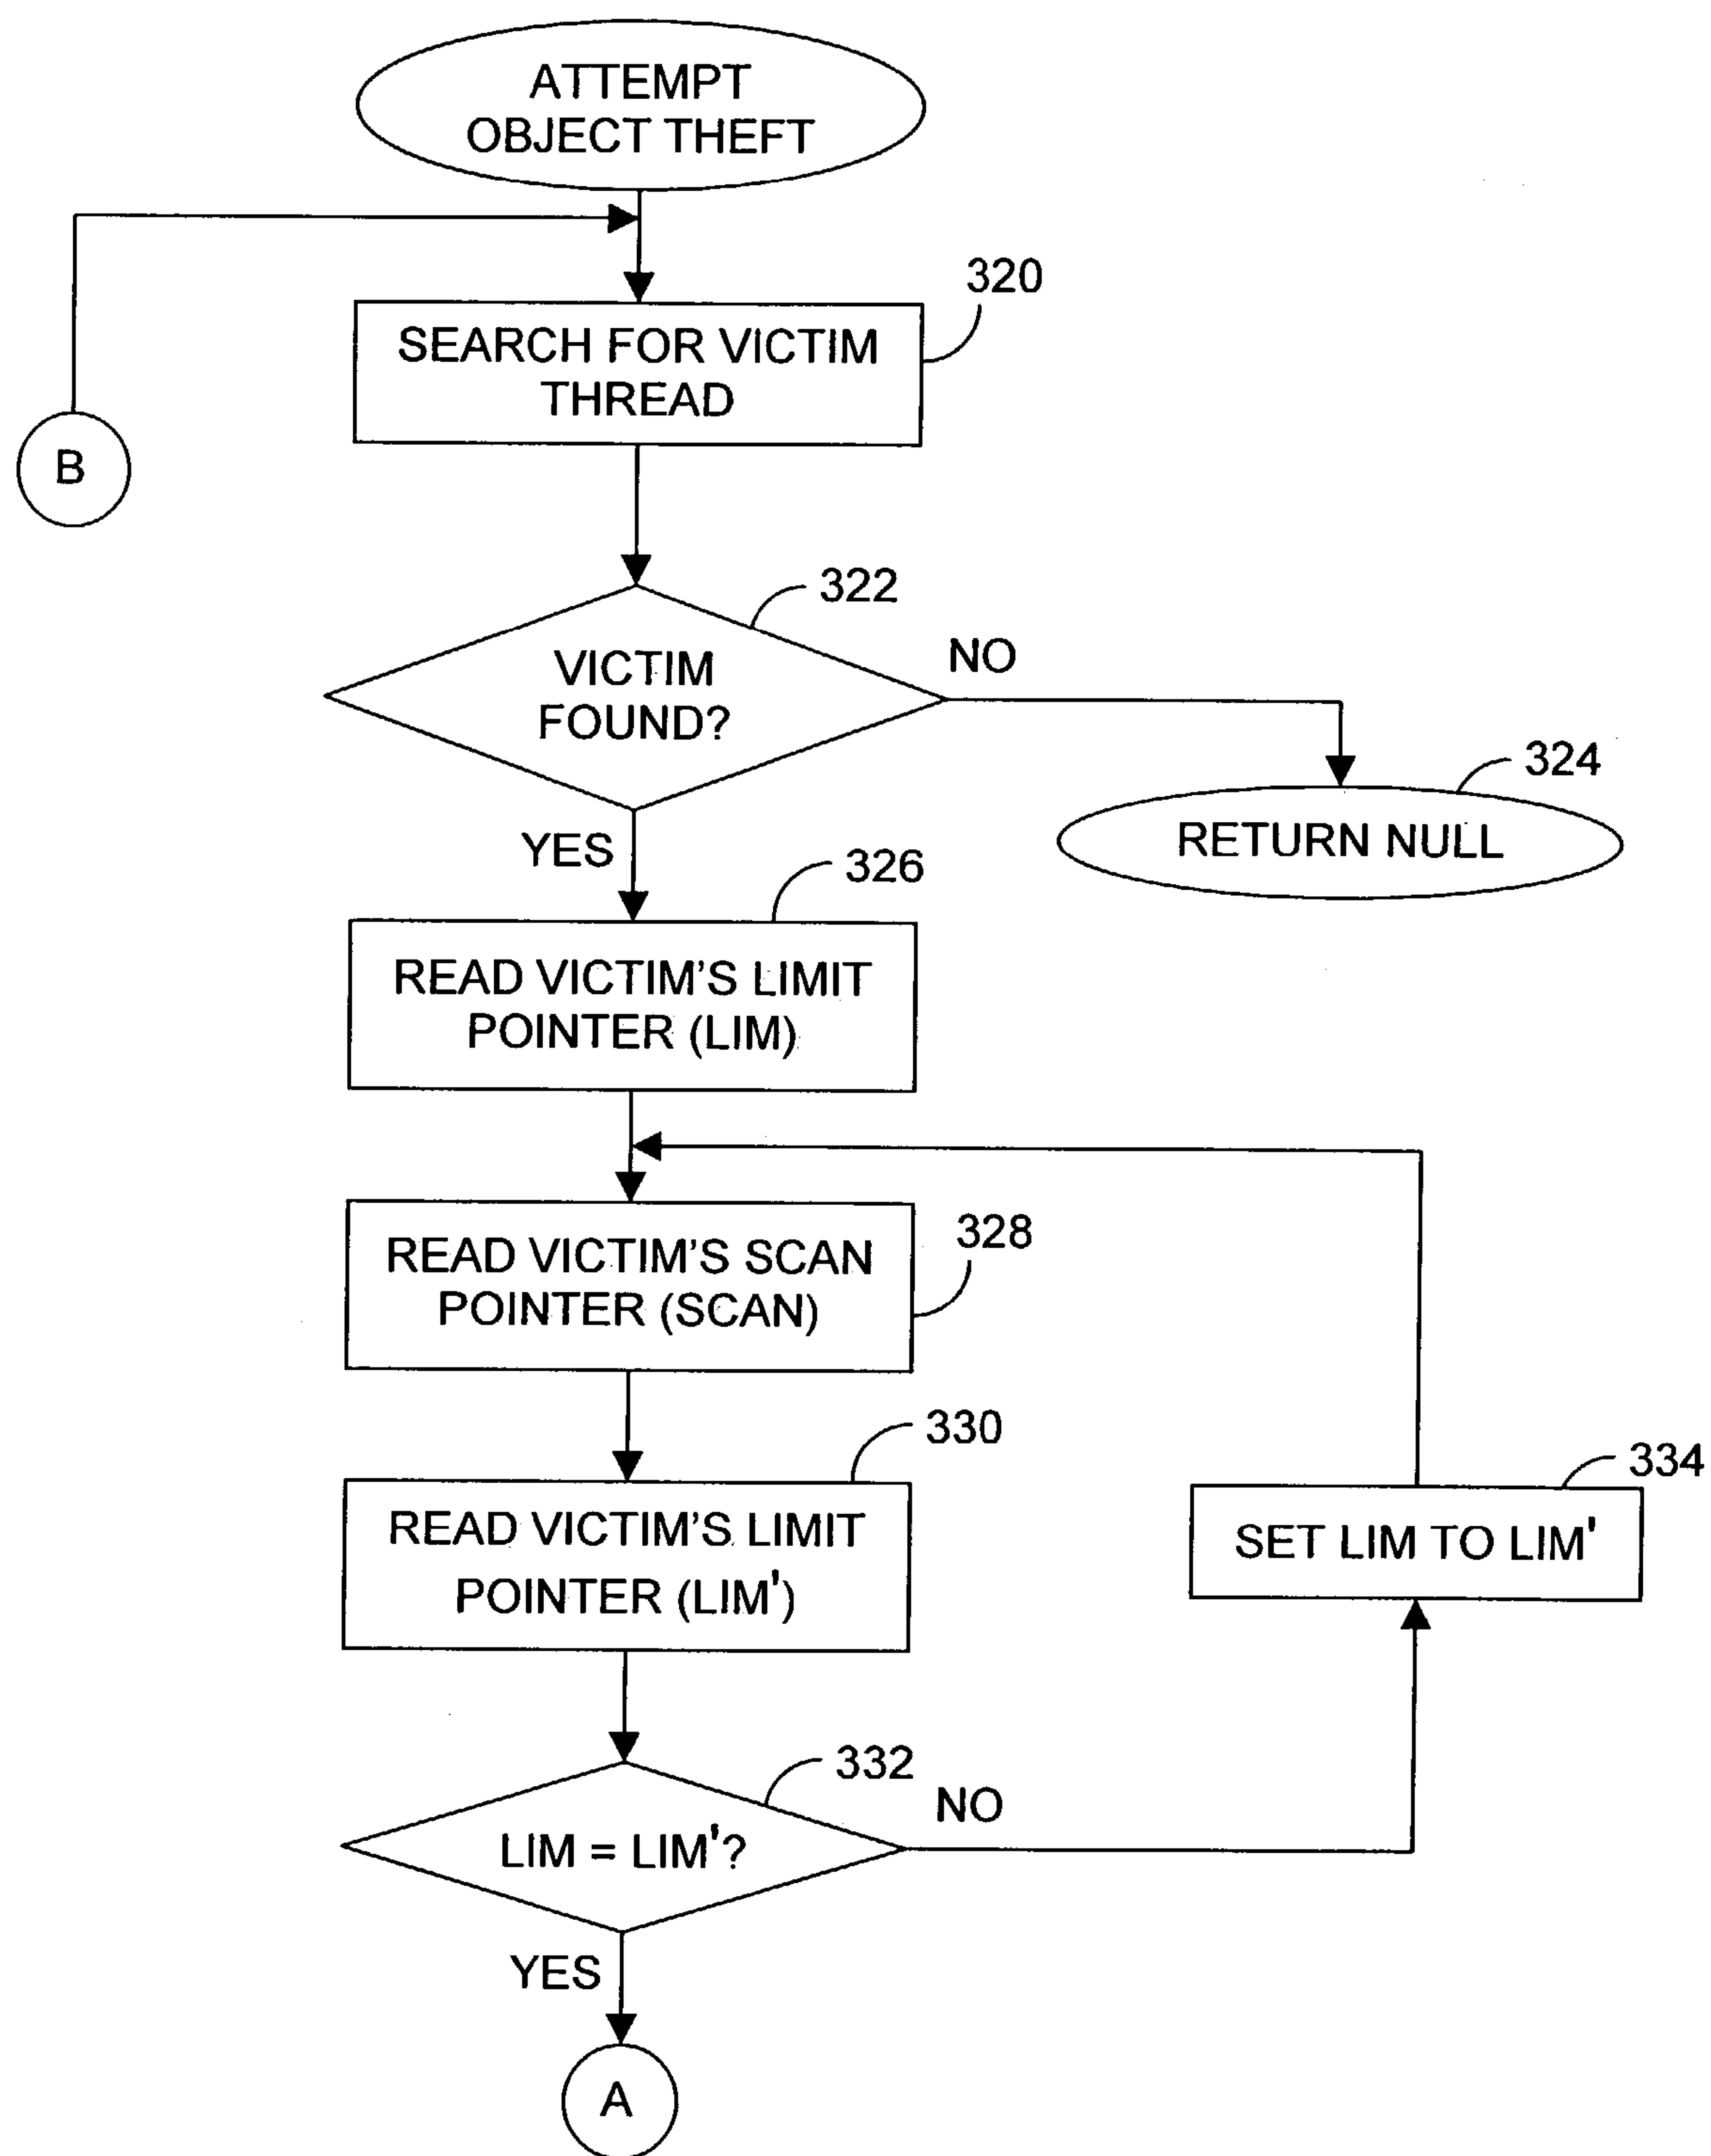 ATTEMPT
OBJECT THEFT
320
SEARCH FOR VICTIM
THREAD
B
322
VICTIM
FOUND?
NO
324
RETURN NULL
YES
326
READ VICTIM'S LIMIT
POINTER (LIM)
328
READ VICTIM'S SCAN
POINTER (SCAN)
330
READ VICTIM'S LIMIT
POINTER (LIM')
334
SET LIM TO LIM'
332
NO
LIM = LIM'?
YES
A